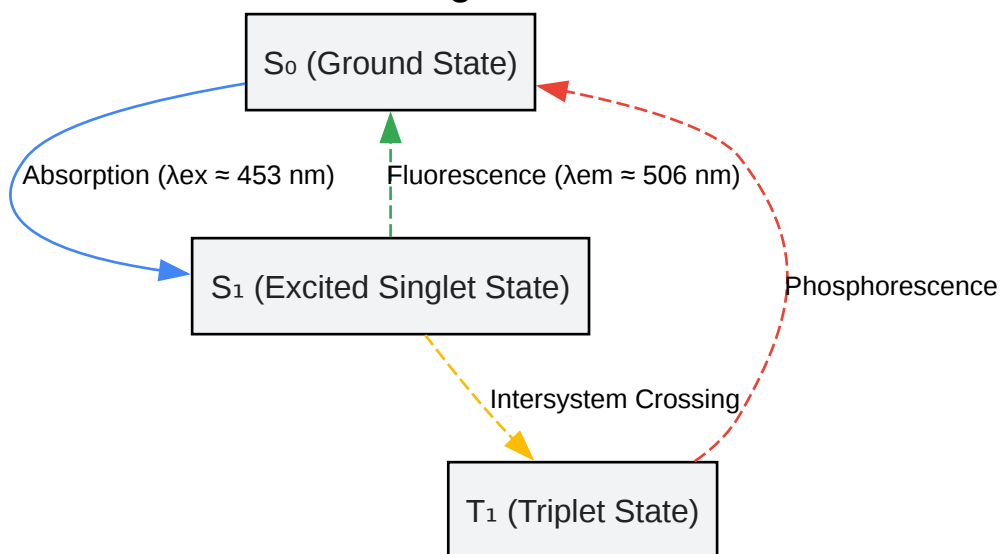 S₀ (Ground State)
Absorption (λex ≈ 453 nm)
Fluorescence (λem ≈ 506 nm)
S₁ (Excited Singlet State)
Phosphorescence
Intersystem Crossing
T₁ (Triplet State)